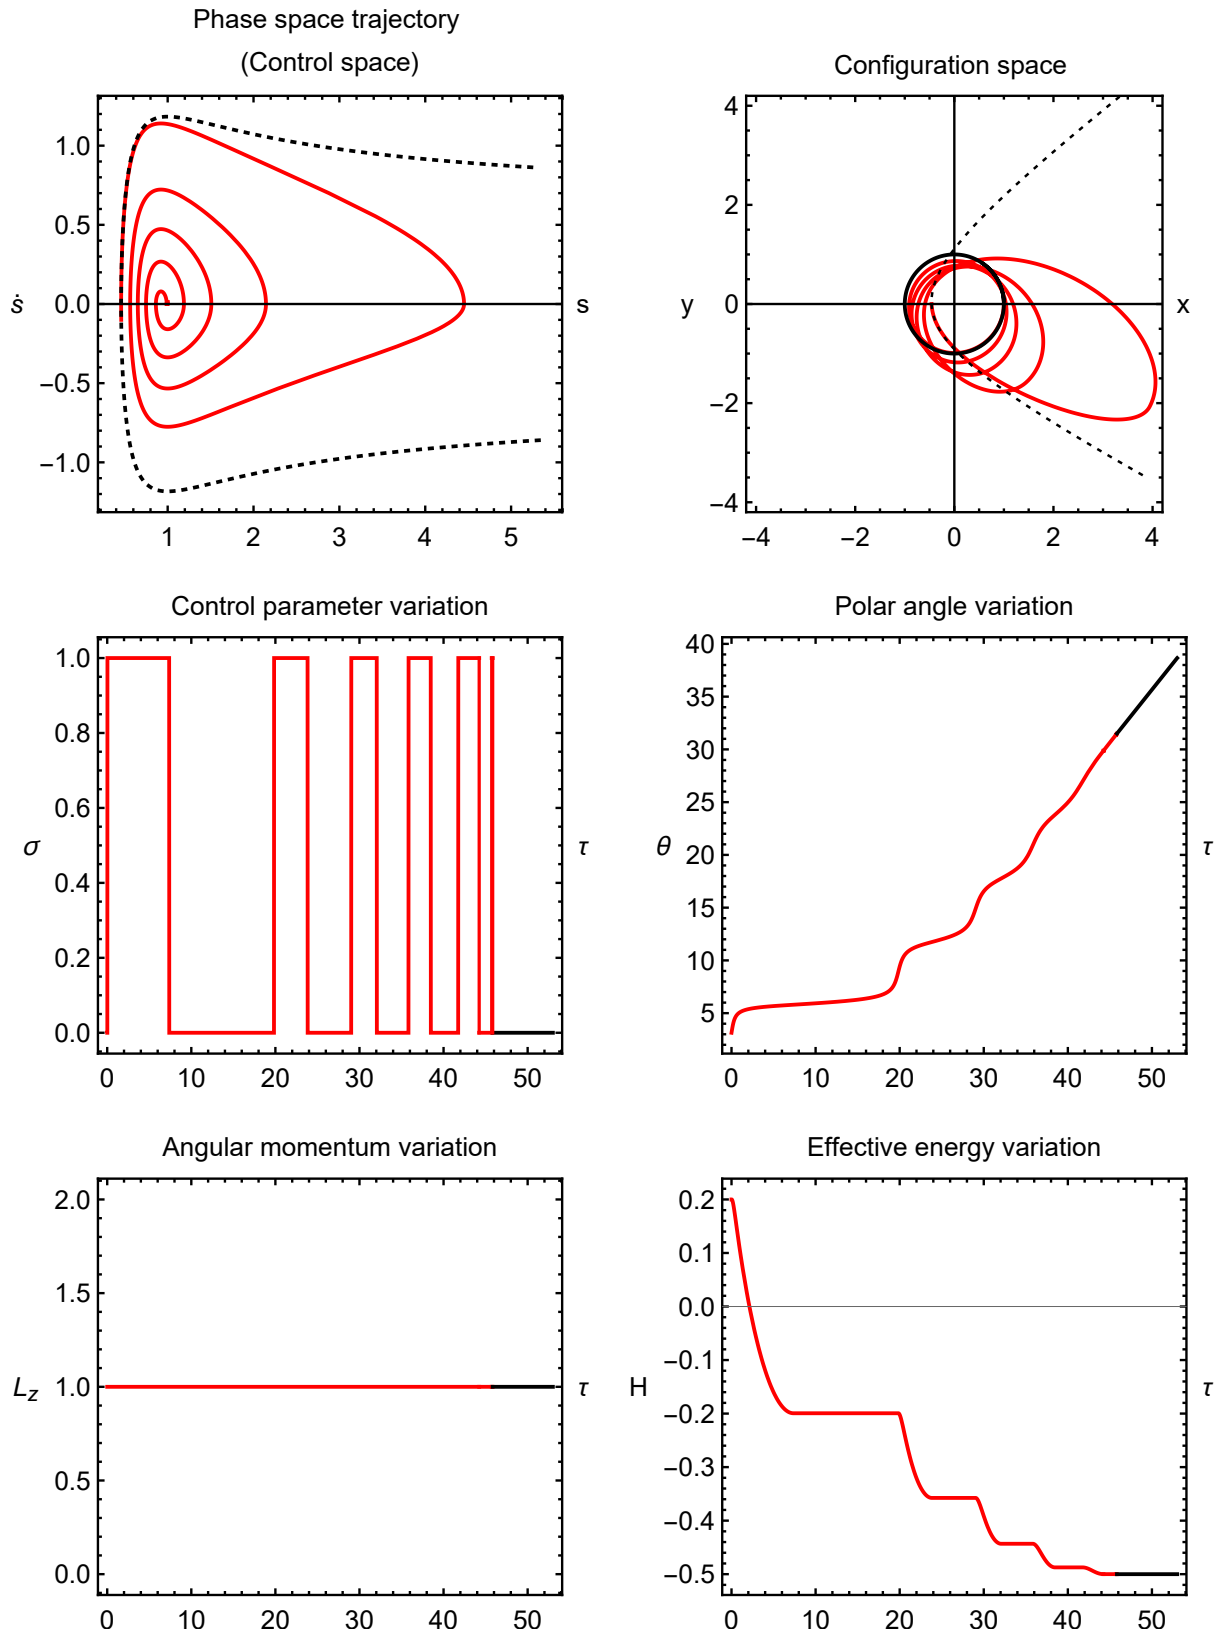 Phase space trajectory
(Control space)
Configuration space
1.0
0.5
0.0
−0.5
−1.0
ṡ
s
1 2 3 4 5
4
2
0
−2
−4
y
x
−4 −2 0 2 4
Control parameter variation
Polar angle variation
1.0
0.8
0.6
0.4
0.2
0.0
σ
τ
0 10 20 30 40 50
40
35
30
25
20
15
10
5
θ
τ
0 10 20 30 40 50
Angular momentum variation
Effective energy variation
2.0
1.5
1.0
0.5
0.0
L_z
τ
0 10 20 30 40 50
0.2
0.1
0.0
−0.1
−0.2
−0.3
−0.4
−0.5
H
τ
0 10 20 30 40 50